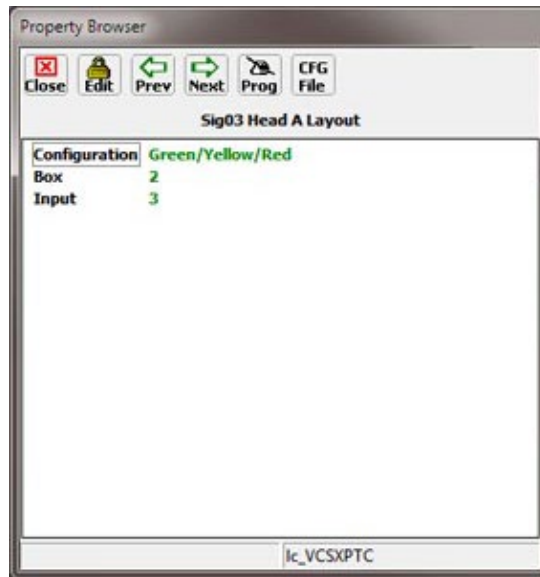 Property Browser
Close Edit Prev Next Prog CFG File
Sig03 Head A Layout
Configuration Green/Yellow/Red
Box 2
Input 3
lc_VCSXPTC